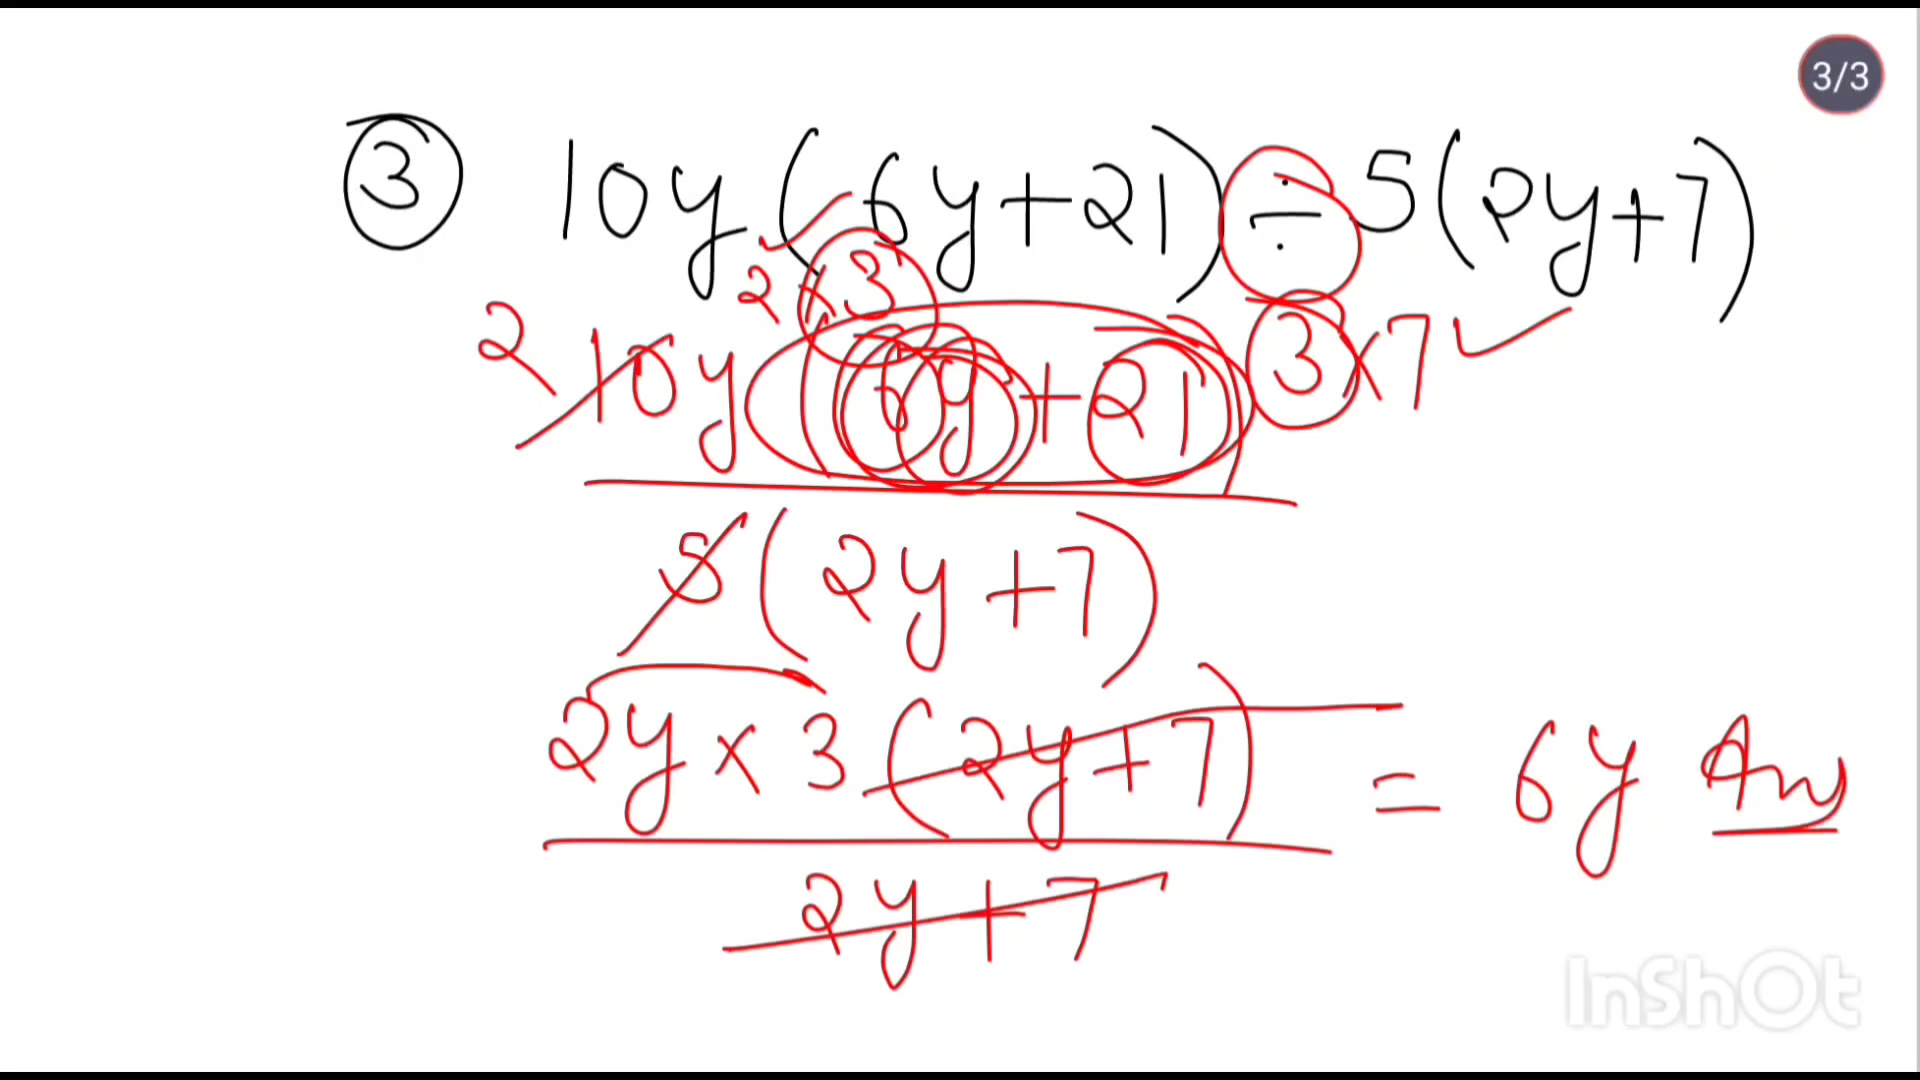 3/3
③ 10y(6y+21)÷5(2y+7)
2×3
2 10y(6y+21) 3×7
5(2y+7)
2y×3(2y+7) = 6y Ans
2y+7
InShOt